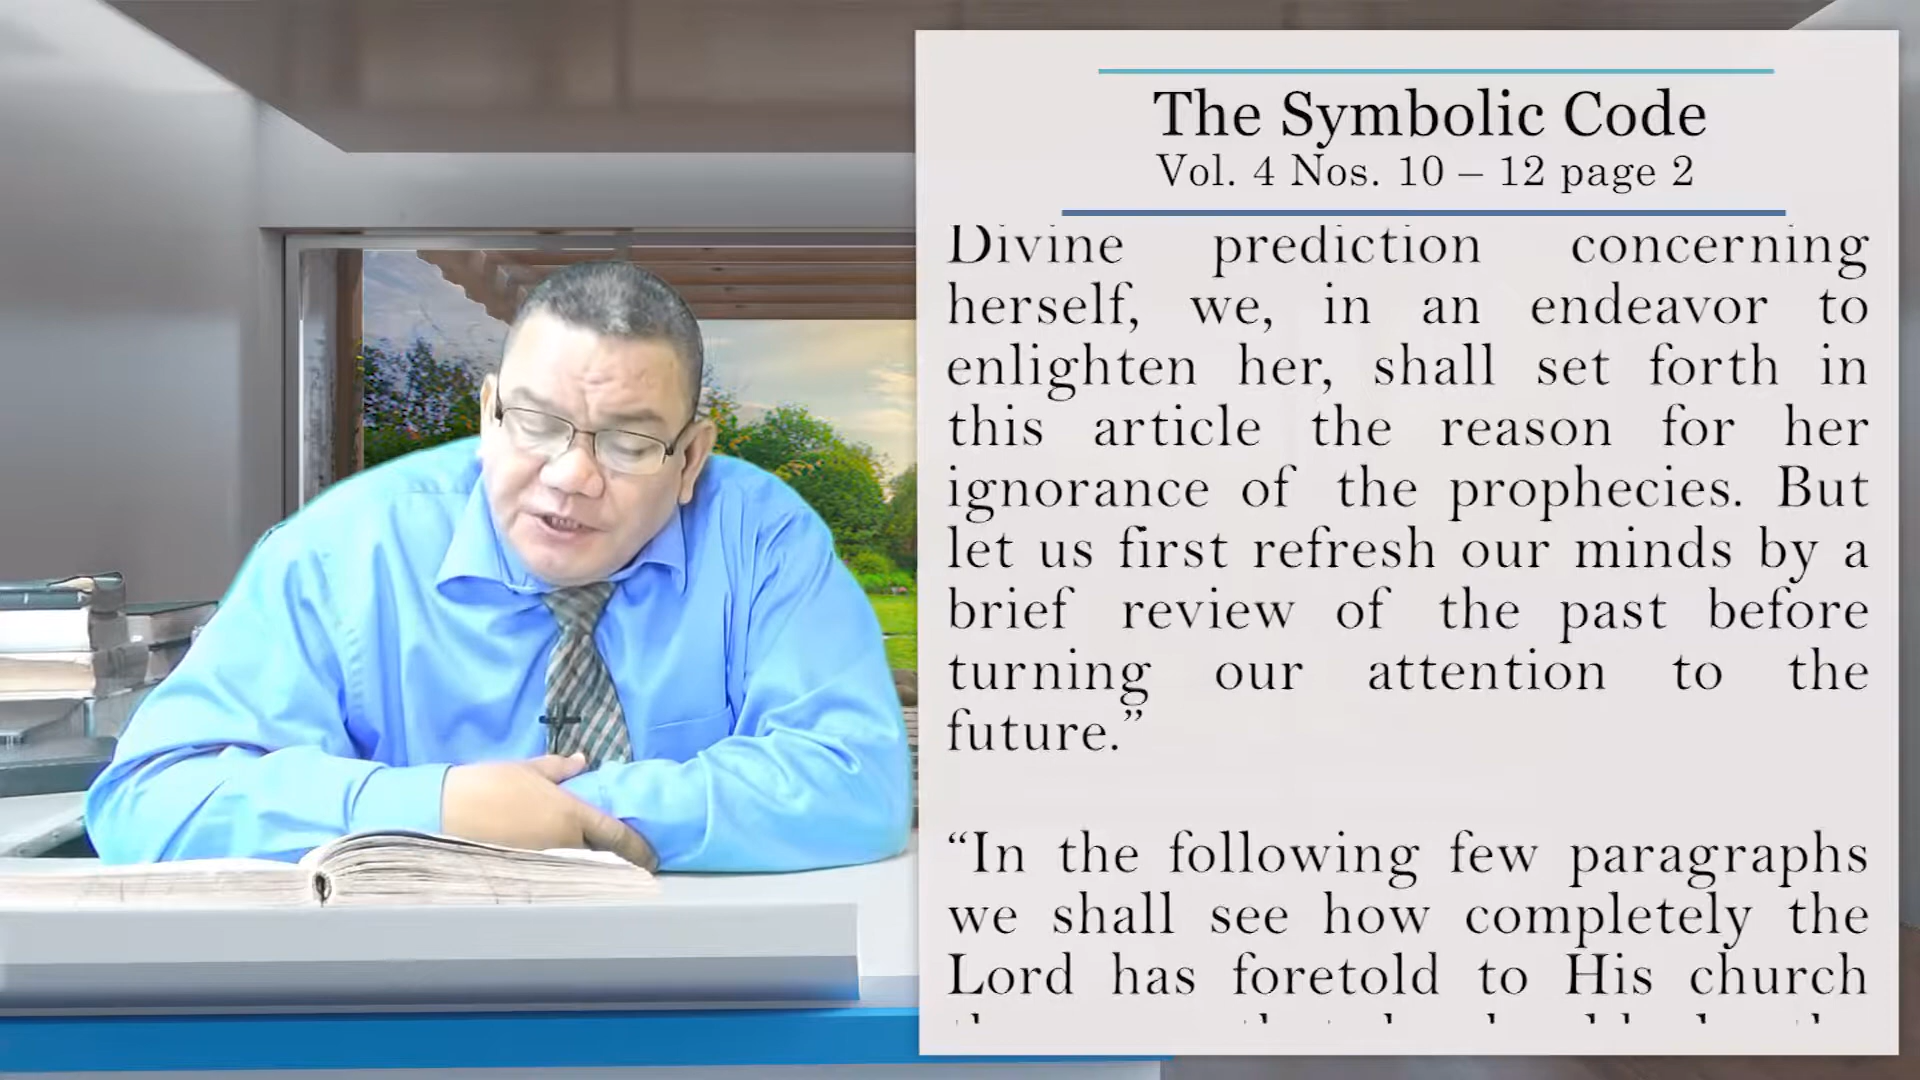 The Symbolic Code
Vol. 4 Nos. 10 – 12 page 2
Divine prediction concerning
herself, we, in an endeavor to
enlighten her, shall set forth in
this article the reason for her
ignorance of the prophecies. But
let us first refresh our minds by a
brief review of the past before
turning our attention to the
future.”
“In the following few paragraphs
we shall see how completely the
Lord has foretold to His church